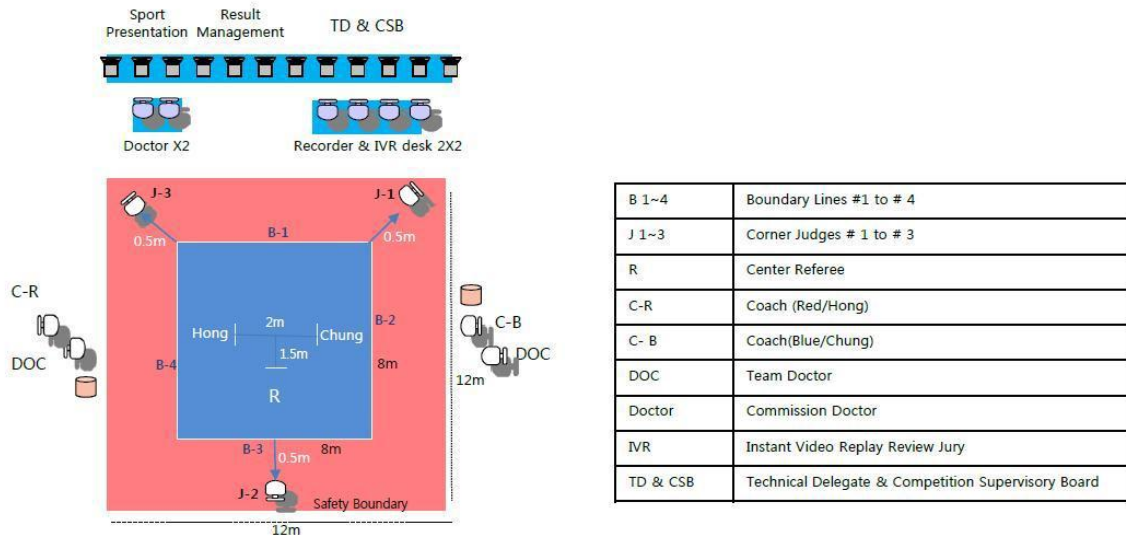 Sport
Presentation
Result
Management
TD & CSB
Doctor X2
Recorder & IVR desk 2X2
J-3
J-1
0.5m
B-1
0.5m
C-R
DOC
Hong
2m
Chung
B-2
C-B
DOC
B-4
1.5m
8m
12m
R
B-3
8m
0.5m
J-2
Safety Boundary
12m
B 1~4 Boundary Lines #1 to # 4
J 1~3 Corner Judges # 1 to # 3
R Center Referee
C-R Coach (Red/Hong)
C- B Coach(Blue/Chung)
DOC Team Doctor
Doctor Commission Doctor
IVR Instant Video Replay Review Jury
TD & CSB Technical Delegate & Competition Supervisory Board